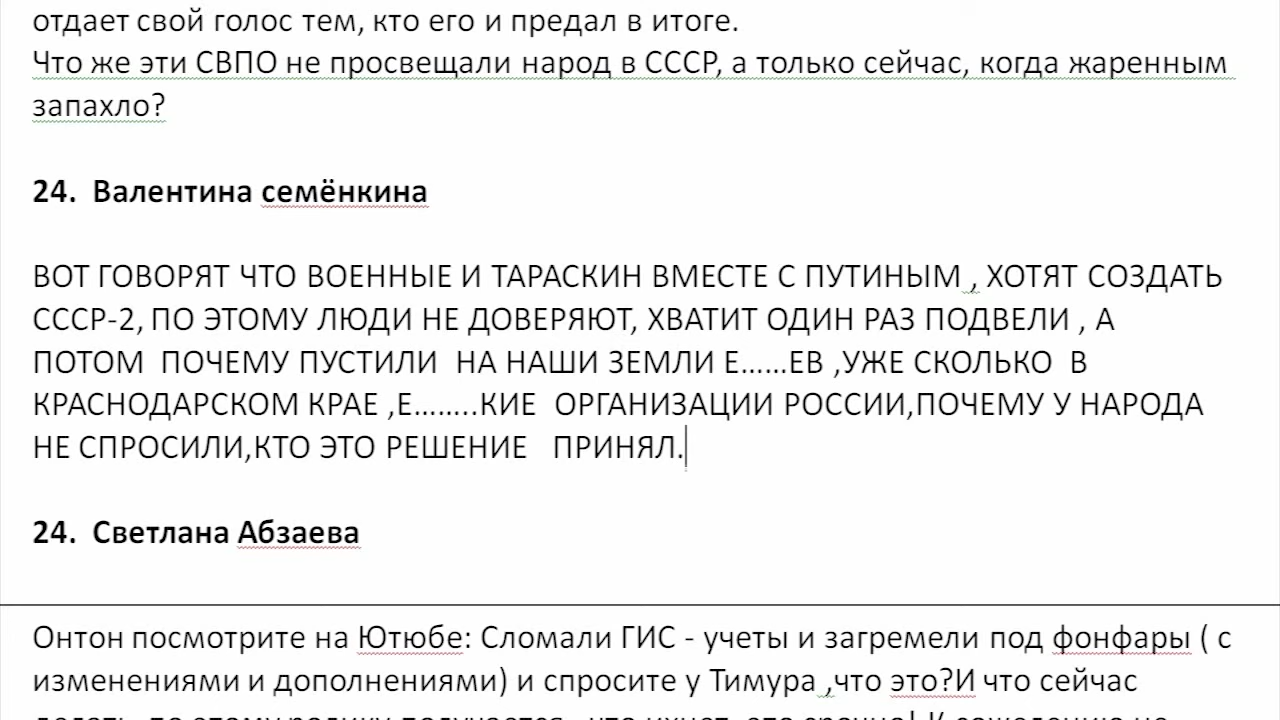 отдает свой голос тем, кто его и предал в итоге.
Что же эти СВПО не просвещали народ в СССР, а только сейчас, когда жаренным
запахло?
24. Валентина семёнкина
ВОТ ГОВОРЯТ ЧТО ВОЕННЫЕ И ТАРАСКИН ВМЕСТЕ С ПУТИНЫМ , ХОТЯТ СОЗДАТЬ
СССР-2, ПО ЭТОМУ ЛЮДИ НЕ ДОВЕРЯЮТ, ХВАТИТ ОДИН РАЗ ПОДВЕЛИ , А
ПОТОМ ПОЧЕМУ ПУСТИЛИ НА НАШИ ЗЕМЛИ Е......ЕВ ,УЖЕ СКОЛЬКО В
КРАСНОДАРСКОМ КРАЕ ,Е........КИЕ ОРГАНИЗАЦИИ РОССИИ,ПОЧЕМУ У НАРОДА
НЕ СПРОСИЛИ,КТО ЭТО РЕШЕНИЕ ПРИНЯЛ.
24. Светлана Абзаева
Онтон посмотрите на Ютюбе: Сломали ГИС - учеты и загремели под фонфары ( с
изменениями и дополнениями) и спросите у Тимура ,что это?И что сейчас